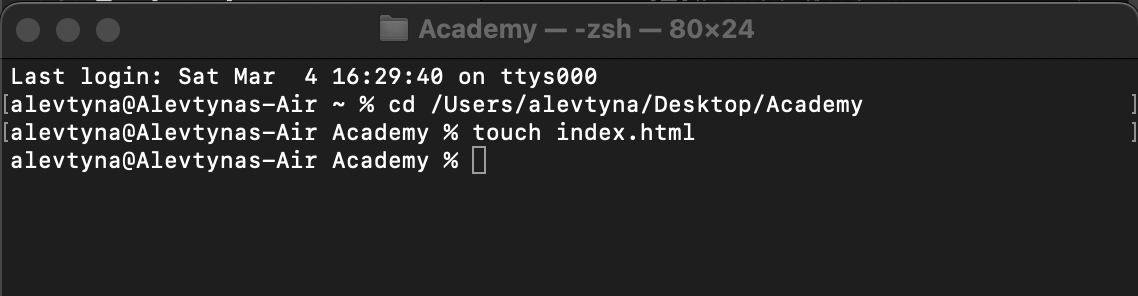 Academy — -zsh — 80×24
Last login: Sat Mar  4 16:29:40 on ttys000
[alevtyna@Alevtynas-Air ~ % cd /Users/alevtyna/Desktop/Academy ]
[alevtyna@Alevtynas-Air Academy % touch index.html ]
alevtyna@Alevtynas-Air Academy %